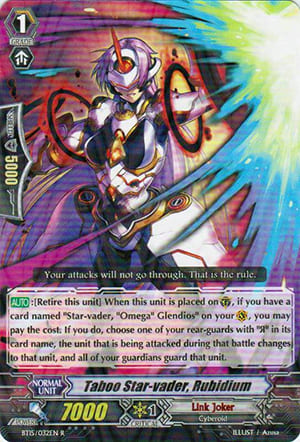 1
GRADE
5000
Your attacks will not go through. That is the rule.
AUTO:[Retire this unit] When this unit is placed on G, if you have a
card named "Star-vader, "Omega" Glendios" on your V, you may
pay the cost. If you do, choose one of your rear-guards with "Я" in its
card name, the unit that is being attacked during that battle changes
to that unit, and all of your guardians guard that unit.
NORMAL
UNIT
Taboo Star-vader, Rubidium
POWER
7000
1
CRITICAL
Link Joker
Cyberoid
BT15/032EN R
ILLUST / Azusa